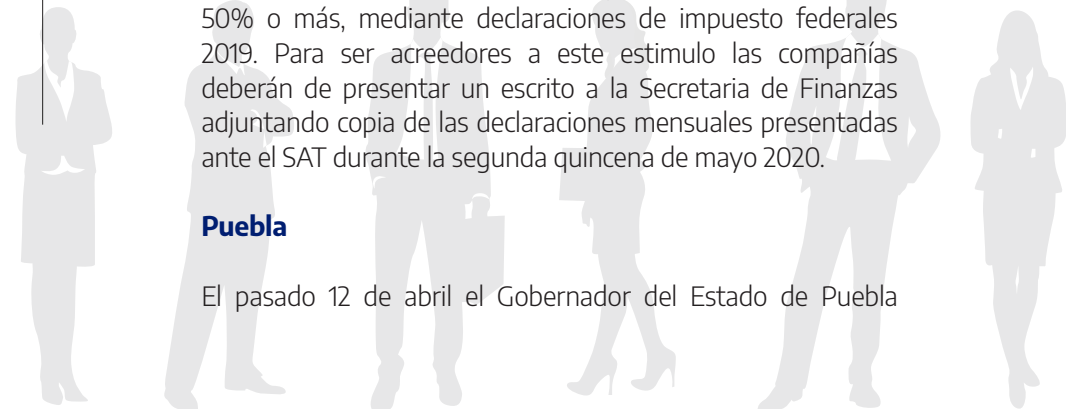 50% o más, mediante declaraciones de impuesto federales
2019. Para ser acreedores a este estimulo las compañías
deberán de presentar un escrito a la Secretaria de Finanzas
adjuntando copia de las declaraciones mensuales presentadas
ante el SAT durante la segunda quincena de mayo 2020.
Puebla
El pasado 12 de abril el Gobernador del Estado de Puebla